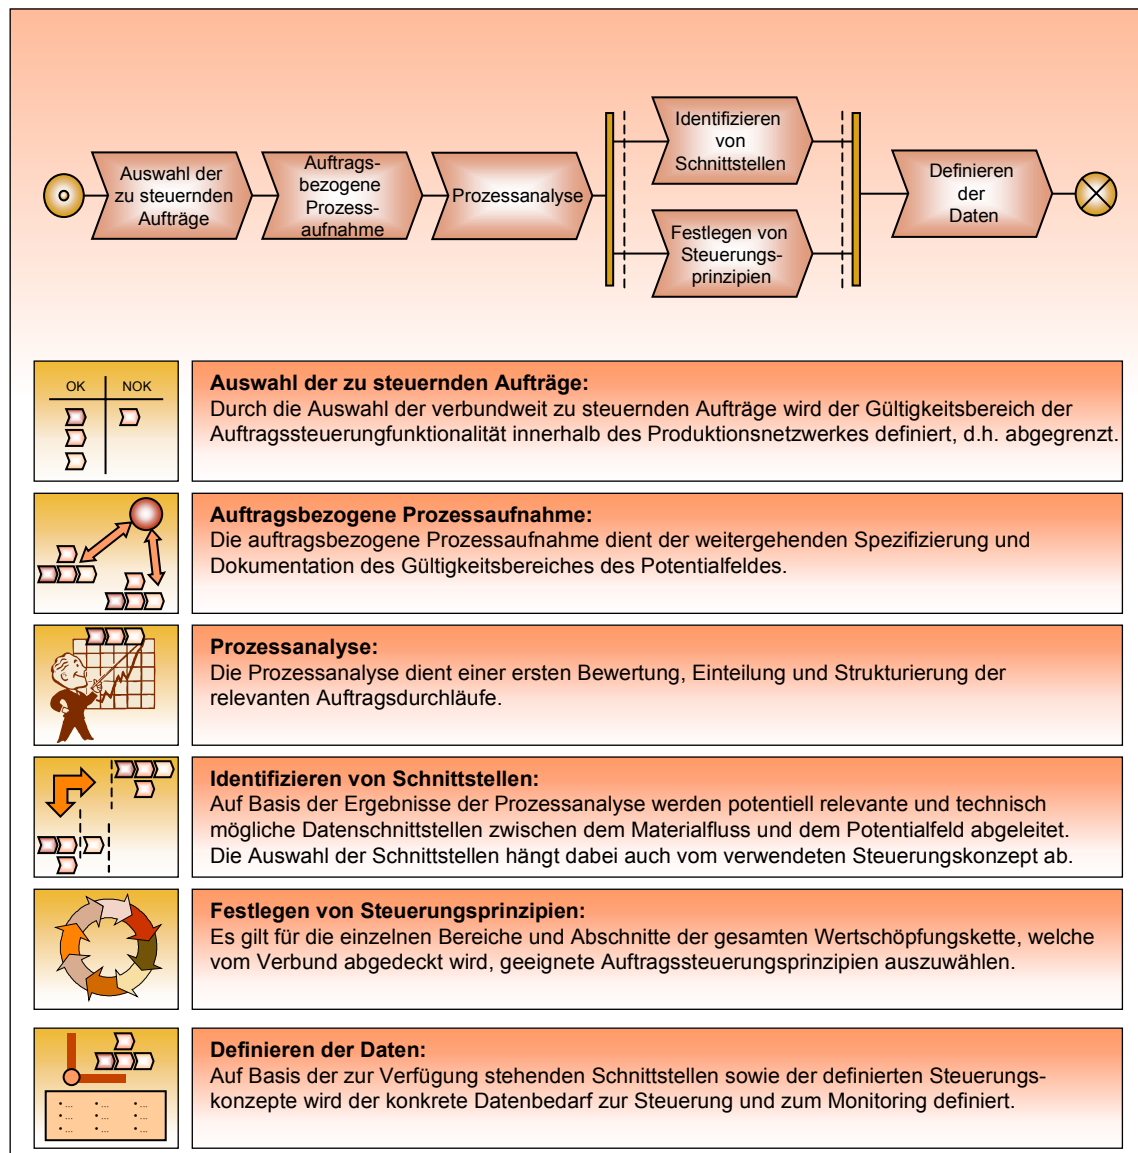 Auswahl der
zu steuernden
Aufträge
Auftrags-
bezogene
Prozess-
aufnahme
Prozessanalyse
Identifizieren
von
Schnittstellen
Festlegen von
Steuerungs-
prinzipien
Definieren
der
Daten
OK NOK
Auswahl der zu steuernden Aufträge:
Durch die Auswahl der verbundweit zu steuernden Aufträge wird der Gültigkeitsbereich der
Auftragssteuerungfunktionalität innerhalb des Produktionsnetzwerkes definiert, d.h. abgegrenzt.
Auftragsbezogene Prozessaufnahme:
Die auftragsbezogene Prozessaufnahme dient der weitergehenden Spezifizierung und
Dokumentation des Gültigkeitsbereiches des Potentialfeldes.
Prozessanalyse:
Die Prozessanalyse dient einer ersten Bewertung, Einteilung und Strukturierung der
relevanten Auftragsdurchläufe.
Identifizieren von Schnittstellen:
Auf Basis der Ergebnisse der Prozessanalyse werden potentiell relevante und technisch
mögliche Datenschnittstellen zwischen dem Materialfluss und dem Potentialfeld abgeleitet.
Die Auswahl der Schnittstellen hängt dabei auch vom verwendeten Steuerungskonzept ab.
Festlegen von Steuerungsprinzipien:
Es gilt für die einzelnen Bereiche und Abschnitte der gesamten Wertschöpfungskette, welche
vom Verbund abgedeckt wird, geeignete Auftragssteuerungsprinzipien auszuwählen.
Definieren der Daten:
Auf Basis der zur Verfügung stehenden Schnittstellen sowie der definierten Steuerungs-
konzepte wird der konkrete Datenbedarf zur Steuerung und zum Monitoring definiert.
• ... • ... • ...
• ... • ... • ...
• ... • ... • ...